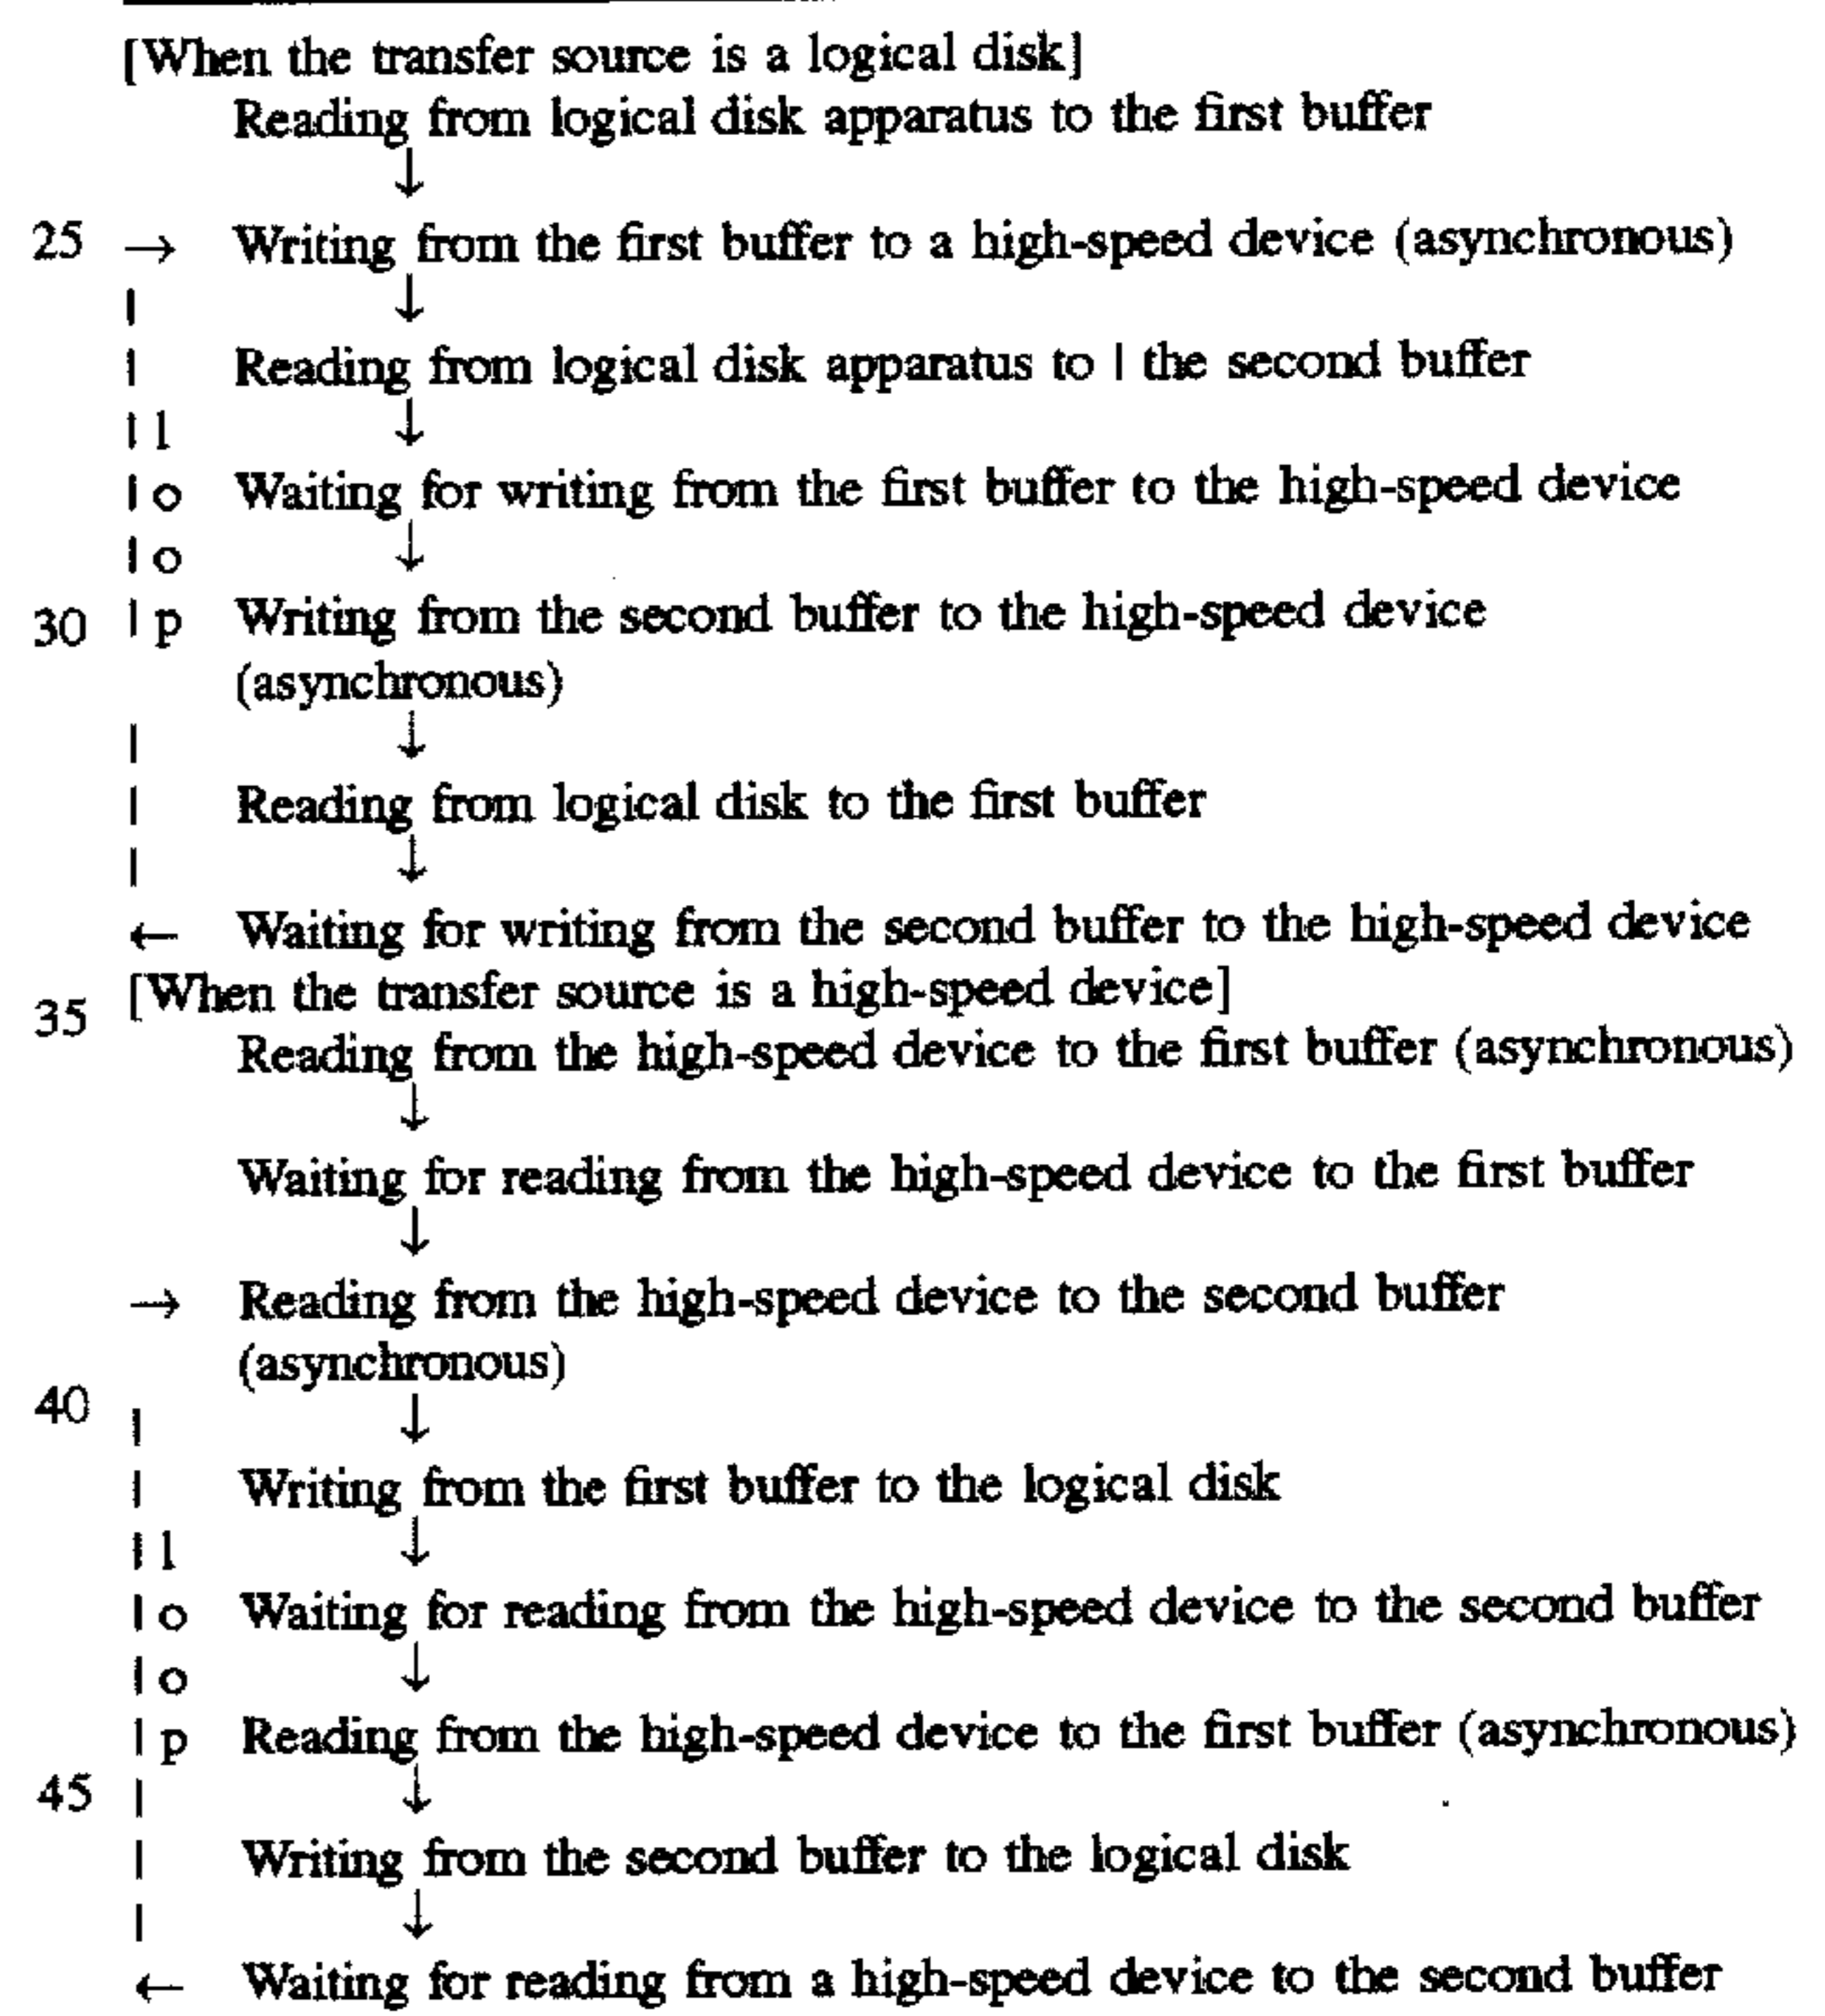 [When the transfer source is a logical disk]
Reading from logical disk apparatus to the first buffer
↓
25 → Writing from the first buffer to a high-speed device (asynchronous)
| ↓
| Reading from logical disk apparatus to | the second buffer
| l ↓
| o Waiting for writing from the first buffer to the high-speed device
| o ↓
30 | p Writing from the second buffer to the high-speed device
(asynchronous)
| ↓
| Reading from logical disk to the first buffer
| ↓
← Waiting for writing from the second buffer to the high-speed device
35 [When the transfer source is a high-speed device]
Reading from the high-speed device to the first buffer (asynchronous)
↓
Waiting for reading from the high-speed device to the first buffer
↓
→ Reading from the high-speed device to the second buffer
(asynchronous)
40 | ↓
| Writing from the first buffer to the logical disk
| l ↓
| o Waiting for reading from the high-speed device to the second buffer
| o ↓
| p Reading from the high-speed device to the first buffer (asynchronous)
45 | ↓
| Writing from the second buffer to the logical disk
| ↓
← Waiting for reading from a high-speed device to the second buffer